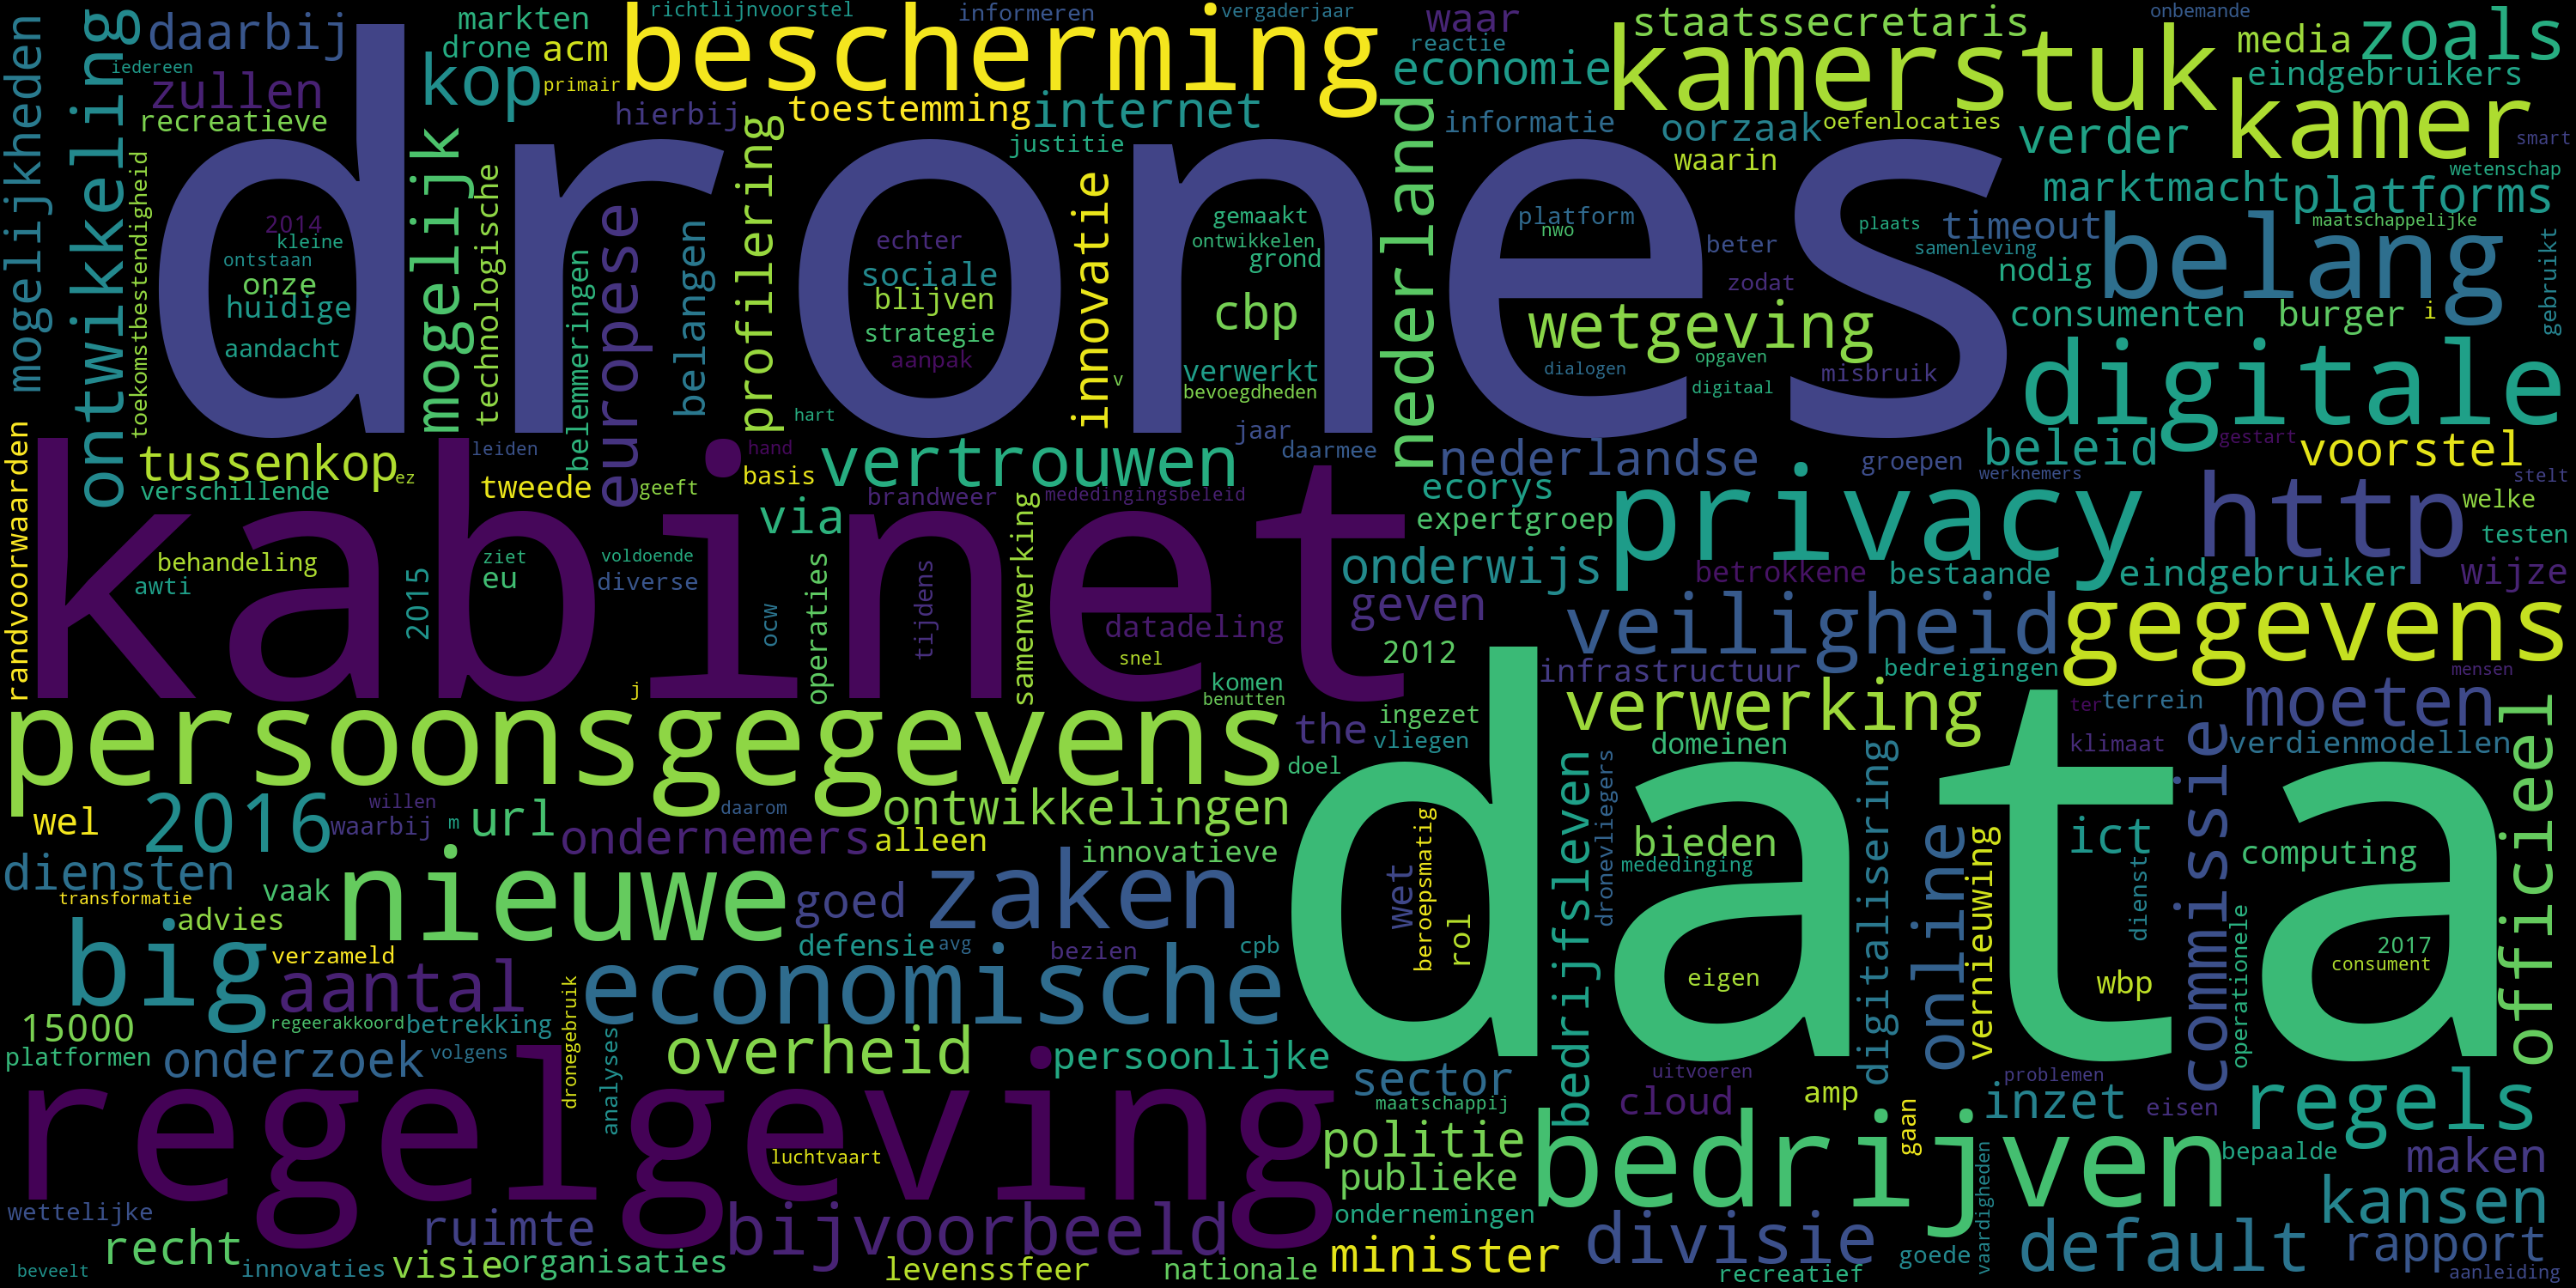 drones
kabinet
data
regelgeving
persoonsgegevens
bescherming
kamerstuk
kamer
belang
digitale
privacy
http
gegevens
veiligheid
bedrijven
economische
nieuwe
zaken
big
richtlijnvoorstel
informeren
vergaderjaar
waar
staatssecretaris
onbemande
media
zoals
daarbij
markten
drone
acm
reactie
economie
eindgebruikers
iedereen
kop
primair
zullen
recreatieve
hierbij
toestemming
internet
justitie
informatie
oorzaak
oefenlocaties
waarin
verder
smart
wetenschap
mogelijkheden
ontwikkeling
toekomstbestendigheid
mogelijk
technologische
belemmeringen
europese
belangen
profilering
innovatie
nederland
marktmacht
platforms
timeout
maatschappelijke
samenleving
plaats
2014
kleine
ontstaan
onze
huidige
aandacht
echter
sociale
blijven
strategie
aanpak
gemaakt
ontwikkelen
grond
cbp
verwerkt
bevoegdheden
v
hart
platform
nwo
beter
zodat
wetgeving
dialogen
opgaven
digitaal
misbruik
nodig
consumenten
burger
i
gebruikt
tussenkop
ez
leiden
tweede
verschillende
geeft
hand
basis
vertrouwen
jaar
daarmee
nederlandse
groepen
beleid
gestart
voorstel
werknemers
stelt
via
brandweer
mededingingsbeleid
ecorys
expertgroep
welke
testen
randvoorwaarden
behandeling
awti
2015
ziet
eu
voldoende
diverse
ocw
operaties
tijdens
samenwerking
datadeling
snel
onderwijs
geven
betrokkene
bestaande
eindgebruiker
wijze
2012
infrastructuur
bedreigingen
mensen
j
komen
benutten
the
ingezet
vliegen
doel
verwerking
domeinen
ter
terrein
klimaat
moeten
verdienmodellen
commissie
officieel
wel
2016
willen
waarbij
m
url
daarom
ondernemers
ontwikkelingen
alleen
innovatieve
diensten
transformatie
vaak
advies
goed
bedrijfsleven
dronevliegers
bieden
mededinging
digitalisering
online
vernieuwing
ict
dienst
computing
wet
beroepsmatig
rol
eigen
wbp
2017
consument
operationele
verzameld
aantal
defensie
avg
bezien
cpb
15000
regeerakkoord
betrekking
platformen
onderzoek
volgens
dronegebruik
analyses
overheid
persoonlijke
sector
maatschappij
uitvoeren
cloud
amp
gaan
problemen
inzet
eisen
regels
politie
publieke
luchtvaart
bepaalde
maken
vaardigheden
wettelijke
recht
ruimte
bijvoorbeeld
ondernemingen
divisie
goede
default
kansen
rapport
beveelt
innovaties
visie
organisaties
levenssfeer
nationale
minister
recreatief
aanleiding